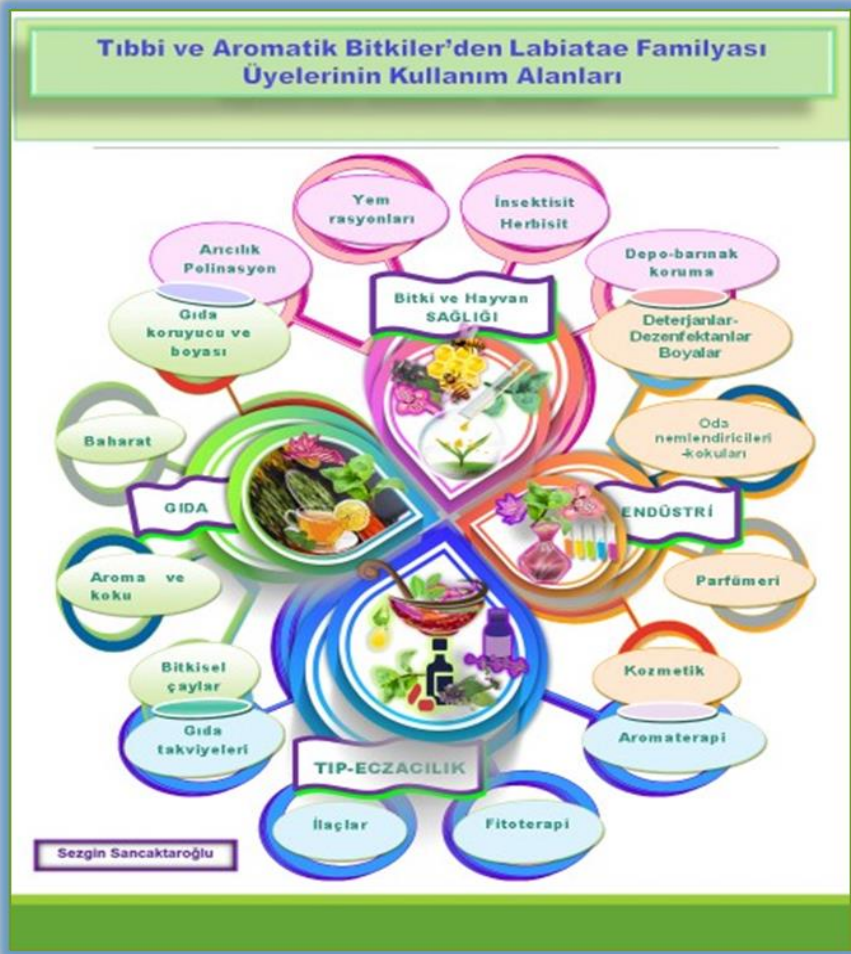 Tıbbi ve Aromatik Bitkiler’den Labiatae Familyası
Üyelerinin Kullanım Alanları
Yem
rasyonları
İnsektisit
Herbisit
Arıcılık
Polinasyon
Depo-barınak
koruma
Bitki ve Hayvan
SAĞLIĞI
Gıda
koruyucu ve
boyası
Deterjanlar-
Dezenfektanlar
Boyalar
Baharat
Oda
nemlendiricileri
-kokuları
GIDA
ENDÜSTRİ
Aroma ve
koku
Parfümeri
Bitkisel
çaylar
Kozmetik
Gıda
takviyeleri
Aromaterapi
TIP-ECZACILIK
İlaçlar
Fitoterapi
Sezgin Sancaktaroğlu